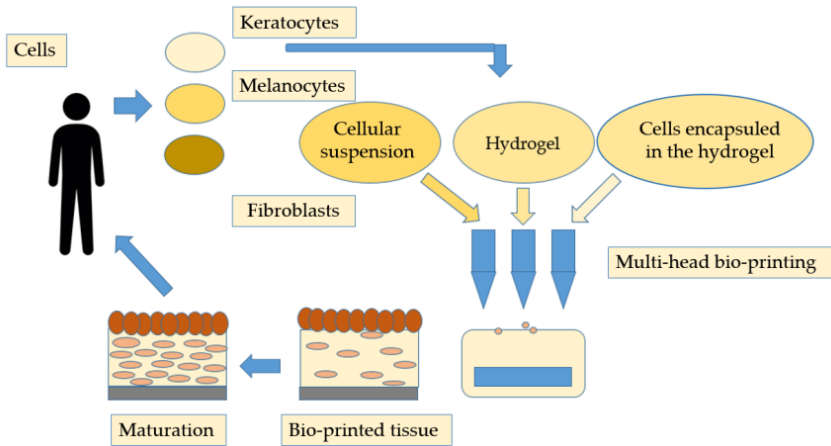 Cells
Keratocytes
Melanocytes
Fibroblasts
Cellular
suspension
Hydrogel
Cells encapsuled
in the hydrogel
Multi-head bio-printing
Maturation
Bio-printed tissue